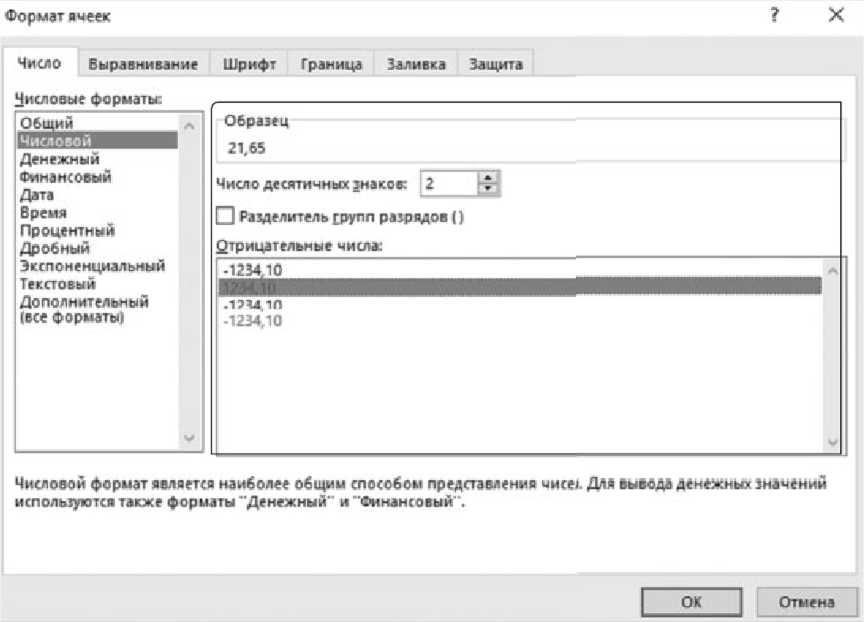 Формат ячеек ? ✕
Число Выравнивание Шрифт Граница Заливка Защита
Числовые форматы:
Общий
Числовой
Денежный
Финансовый
Дата
Время
Процентный
Дробный
Экспоненциальный
Текстовый
Дополнительный
(все форматы)
Образец
21,65
Число десятичных знаков: 2
Разделитель групп разрядов ( )
Отрицательные числа:
-1234,10
1234,10
-1234,10
-1234,10
Числовой формат является наиболее общим способом представления чисел. Для вывода денежных значений
используются также форматы "Денежный" и "Финансовый".
ОК Отмена